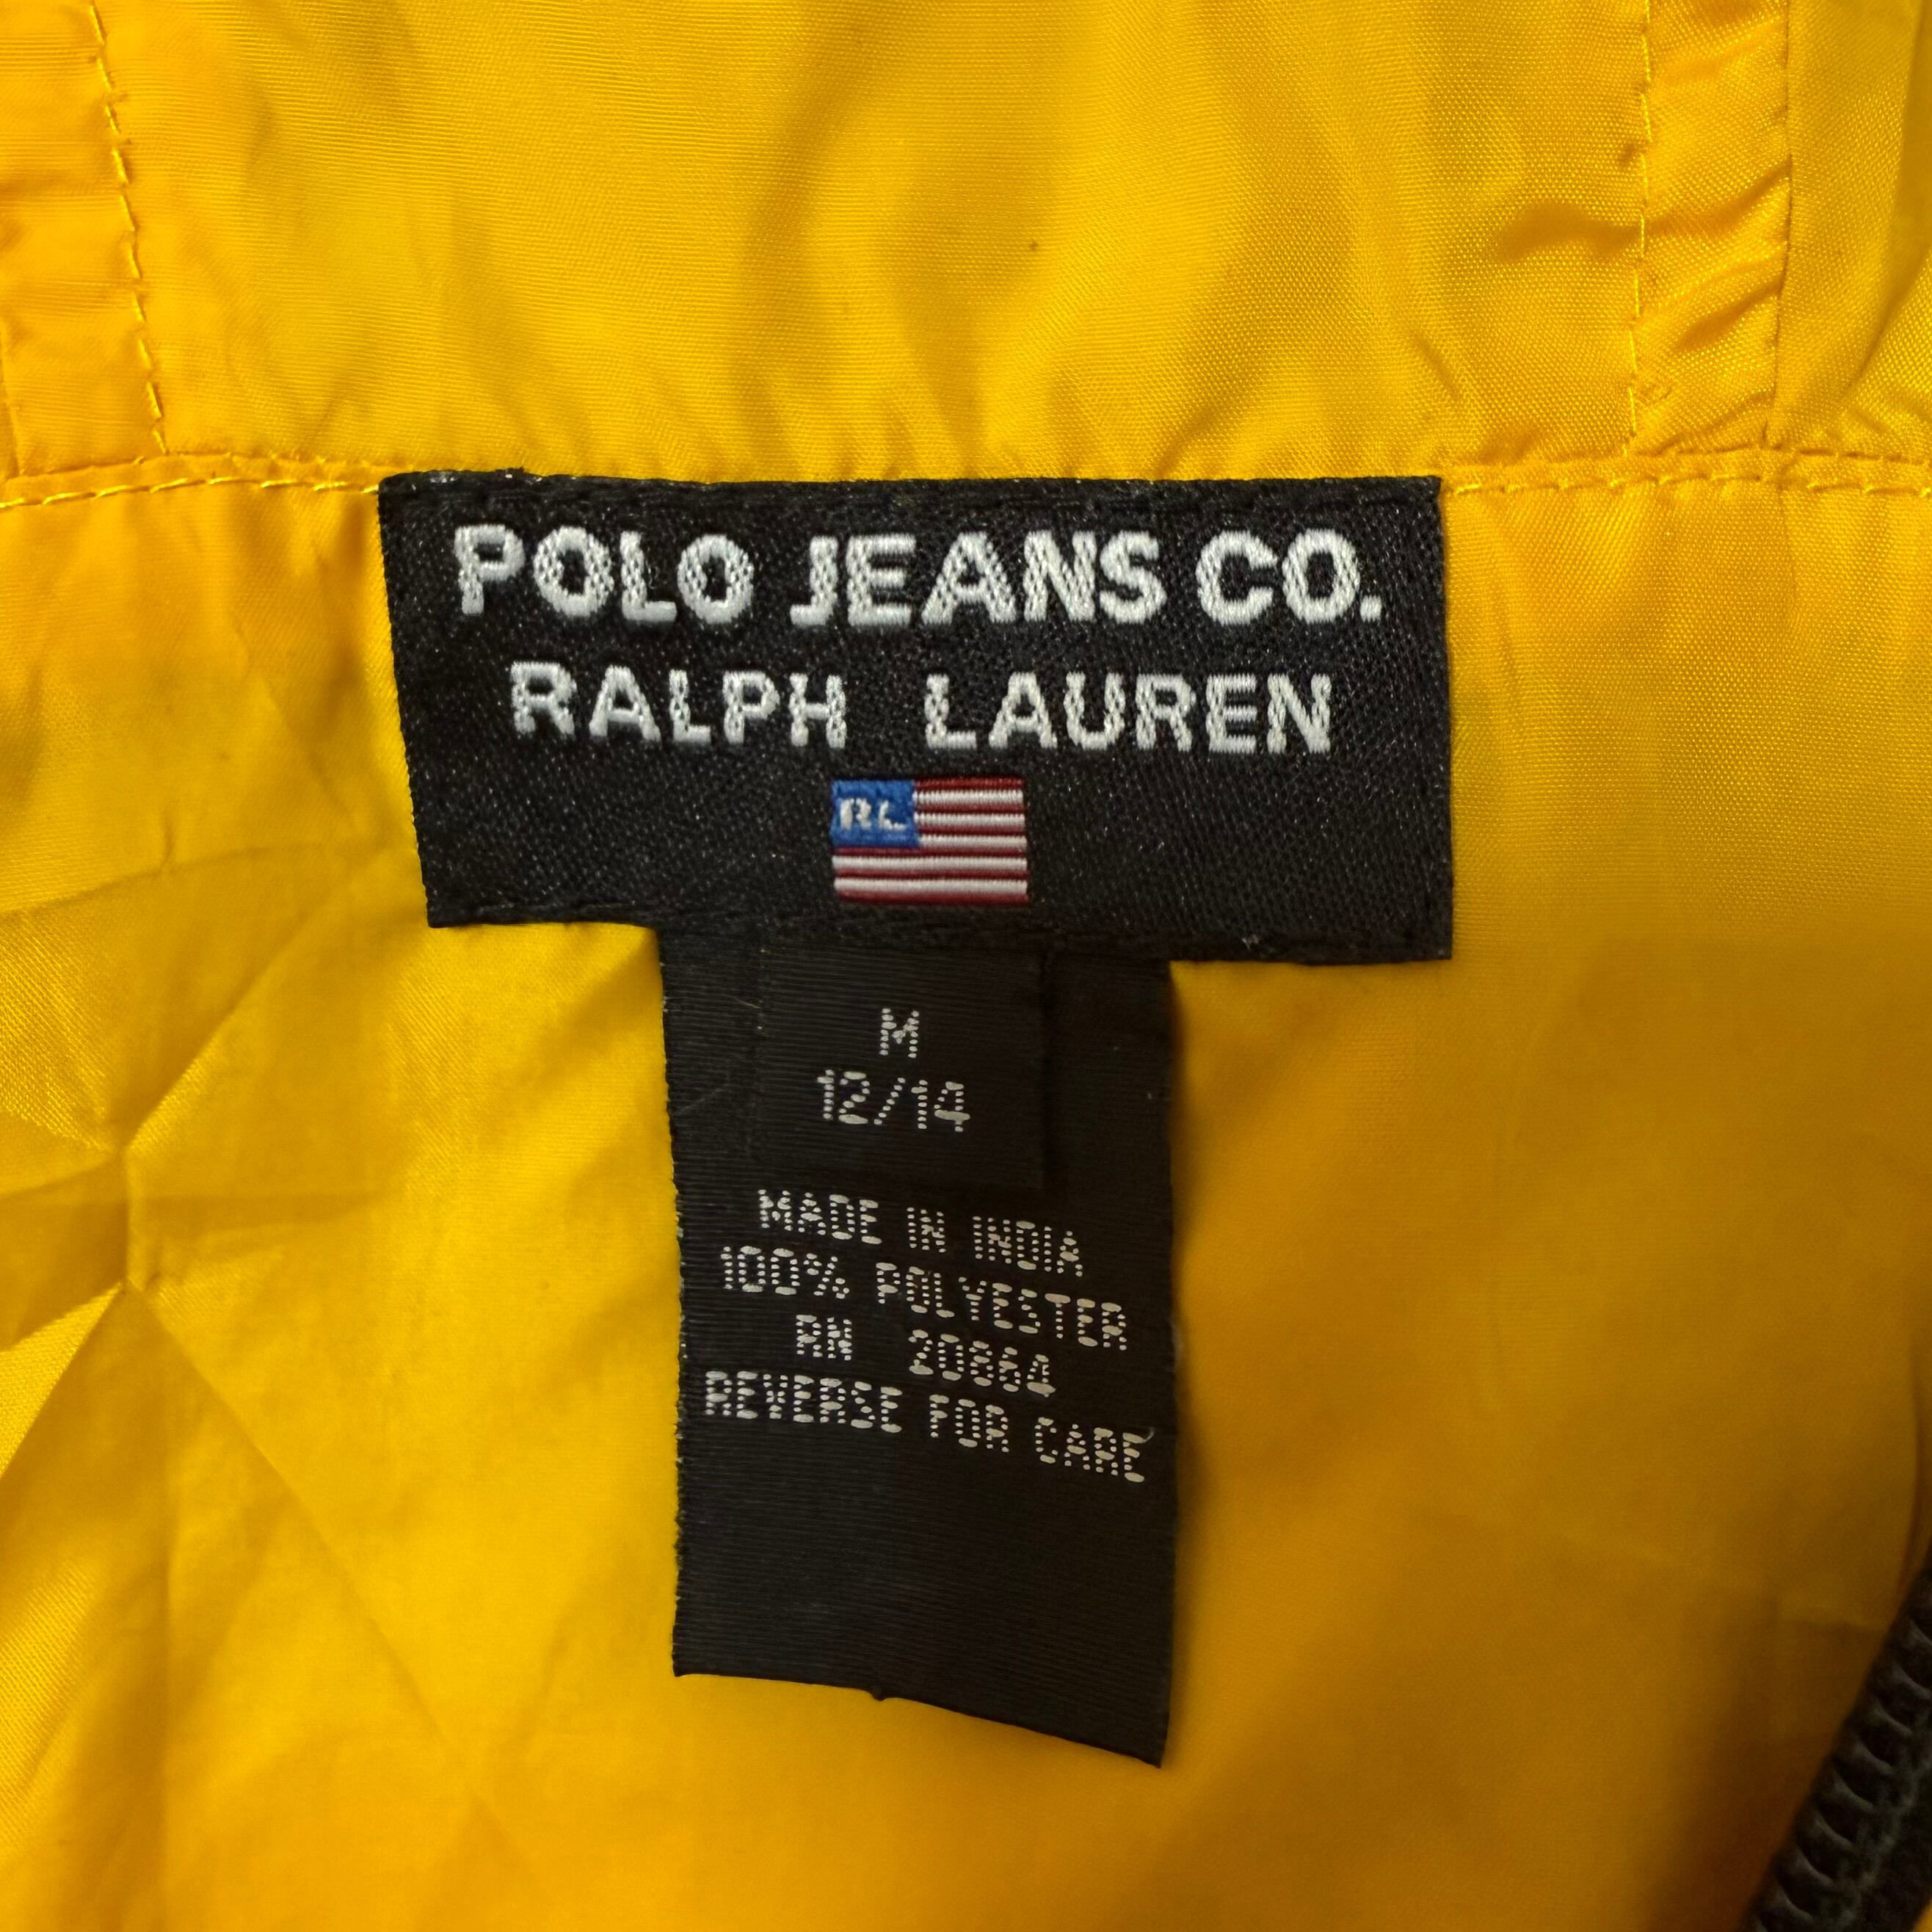 POLO JEANS CO.
RALPH LAUREN
RL
M
12/14
MADE IN INDIA
100% POLYESTER
RN 20864
REVERSE FOR CARE